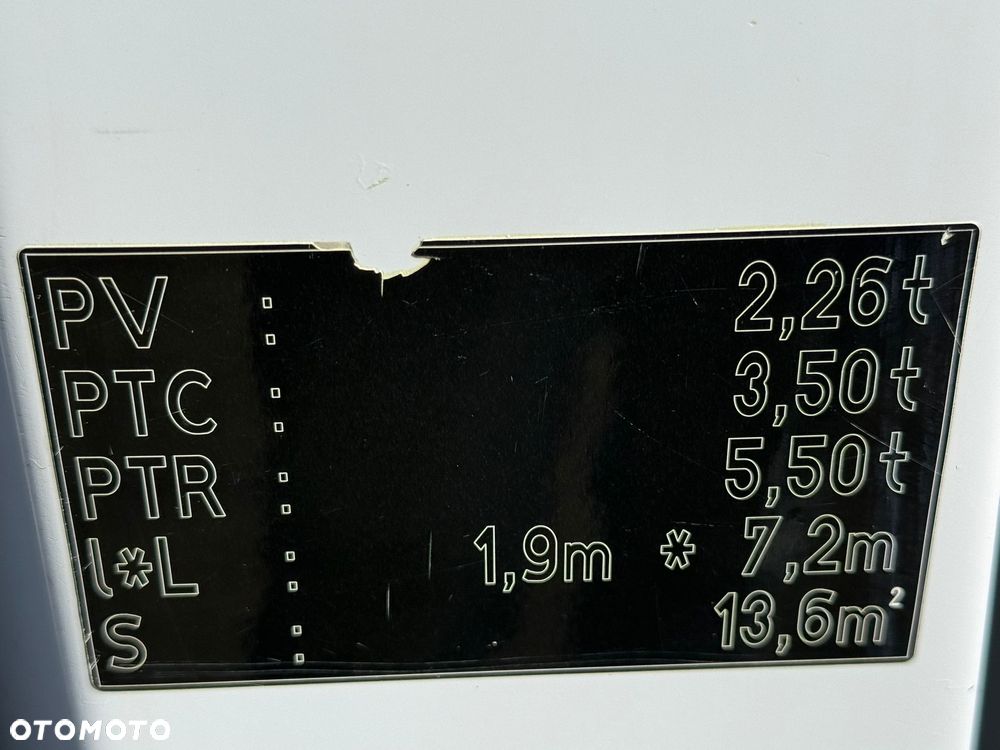 PV : 2,26t
PTC : 3,50t
PTR : 5,50t
l*L : 1,9m * 7,2m
S : 13,6m²
OTOMOTO